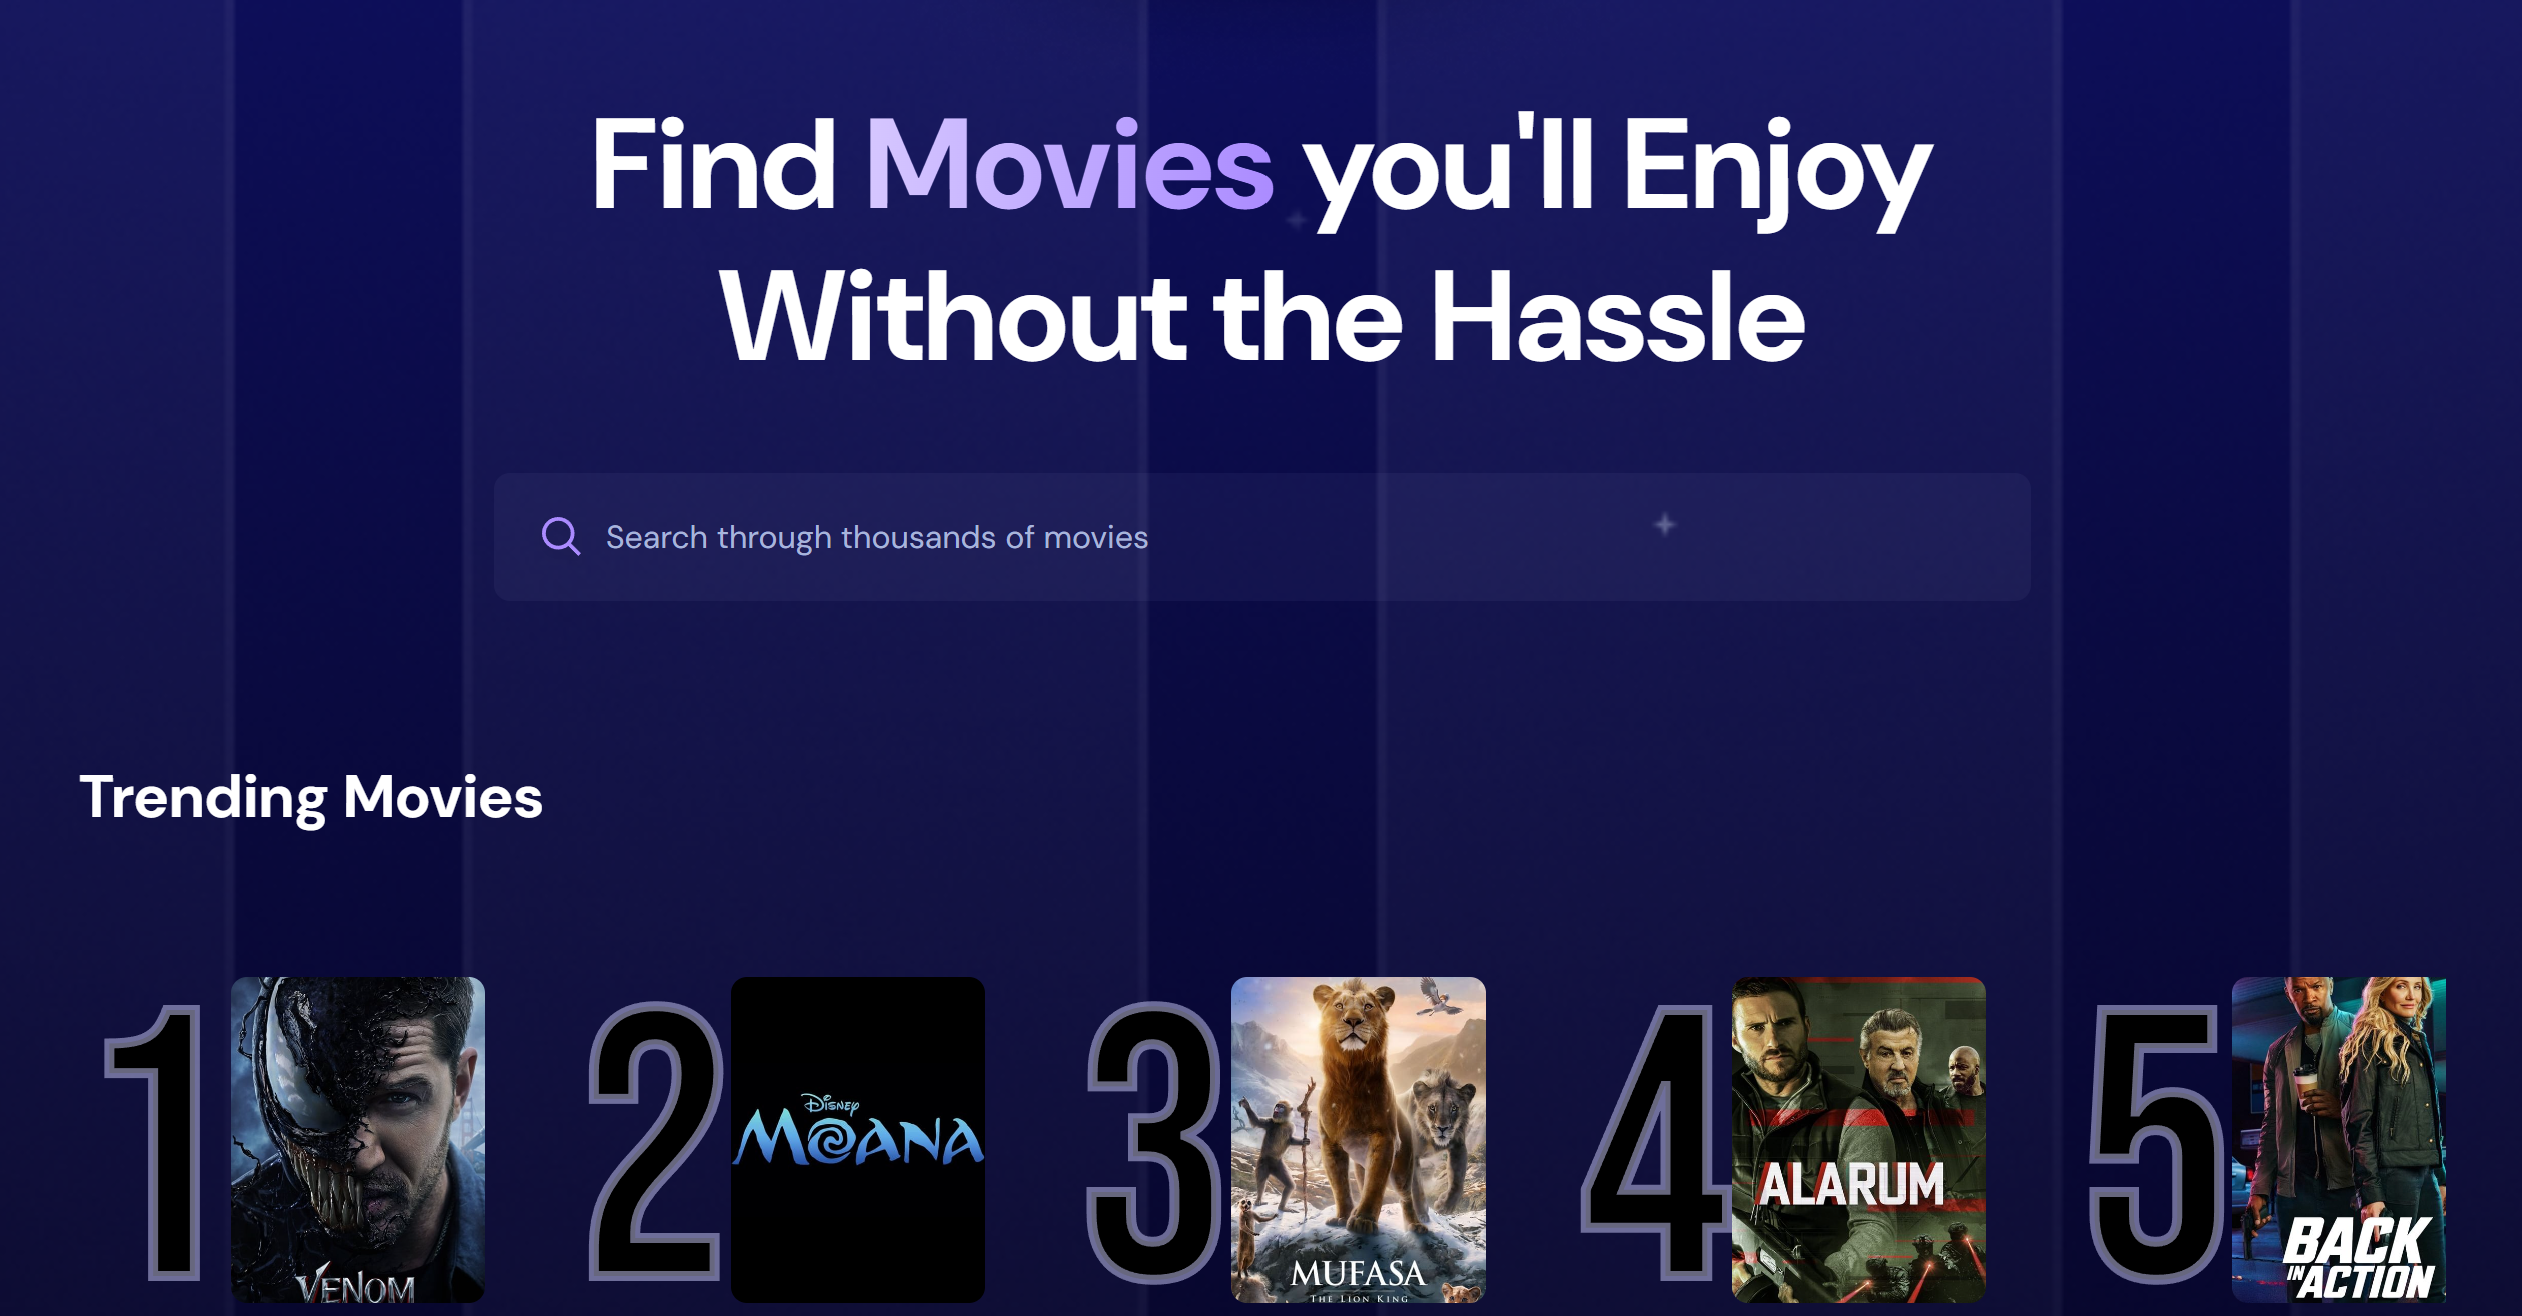 Find Movies you'll Enjoy
Without the Hassle
Search through thousands of movies
Trending Movies
1
VENOM
2
Disney
MOANA
3
MUFASA
THE LION KING
4
ALARUM
5
BACK
IN ACTION